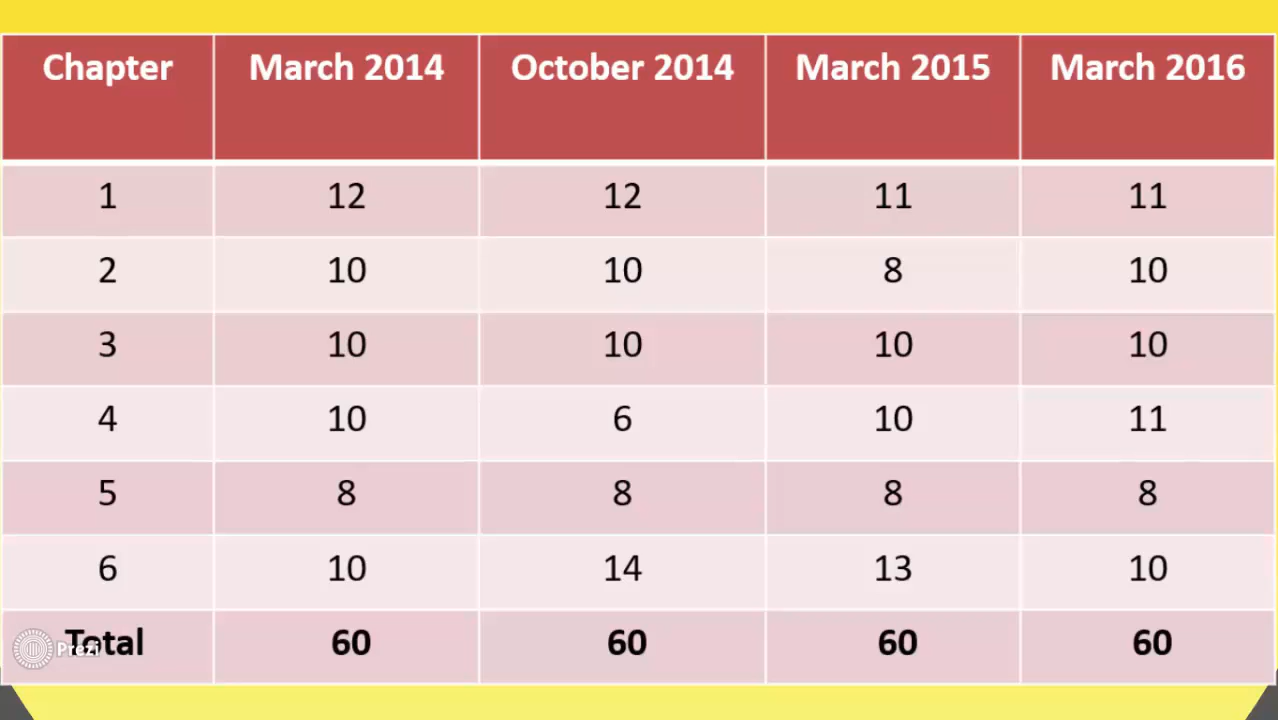 Chapter March 2014 October 2014 March 2015 March 2016
1 12 12 11 11
2 10 10 8 10
3 10 10 10 10
4 10 6 10 11
5 8 8 8 8
6 10 14 13 10
Total 60 60 60 60
Prezi